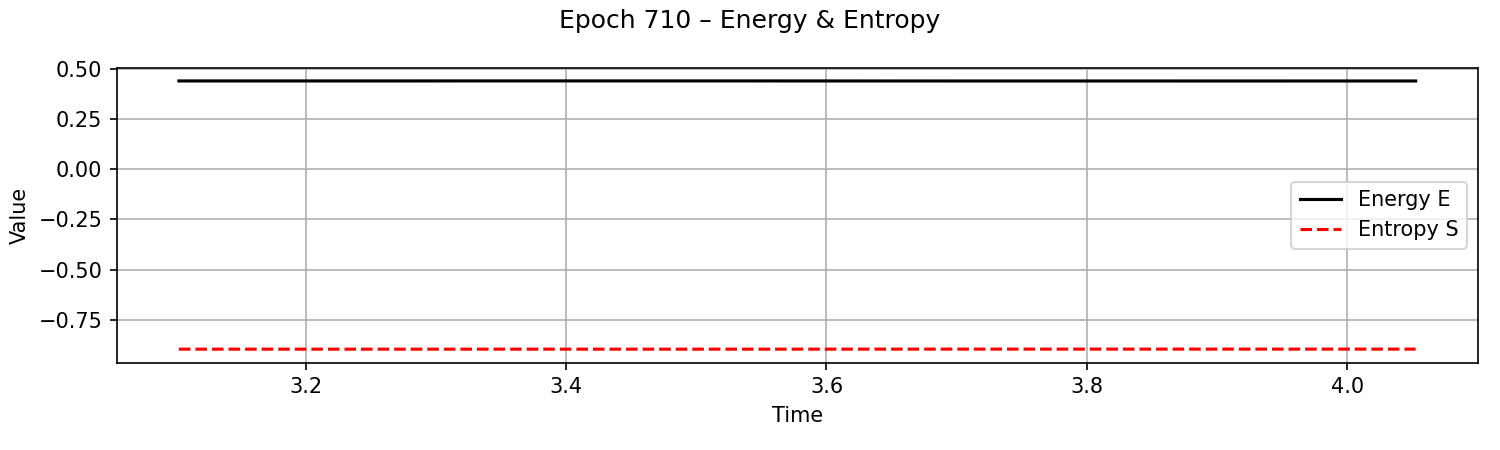 Epoch 710 – Energy & Entropy
0.50
0.25
0.00
−0.25
−0.50
−0.75
Value
Energy E
Entropy S
3.2 3.4 3.6 3.8 4.0
Time